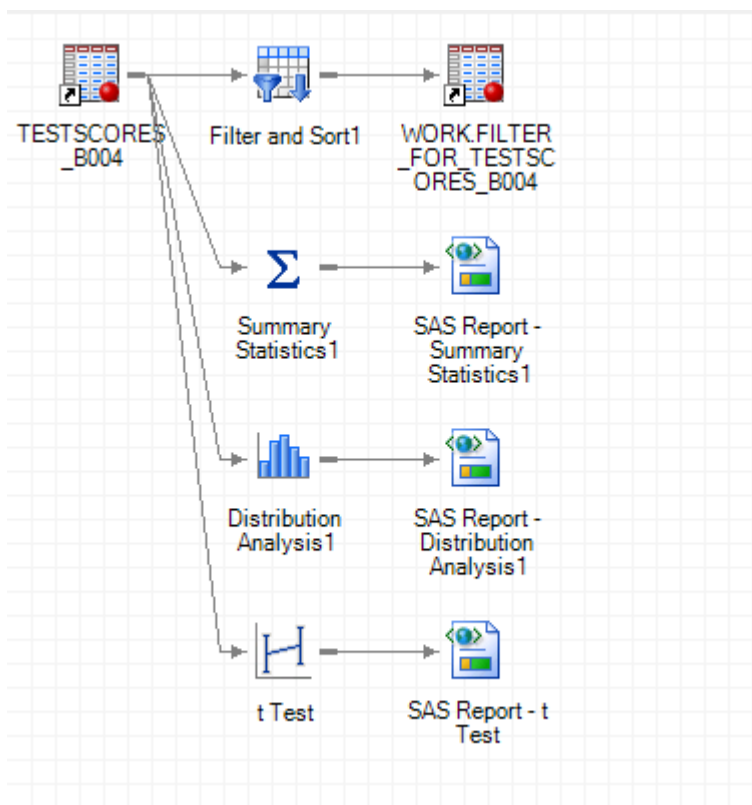 TESTSCORES
_B004
Filter and Sort1
WORK.FILTER
_FOR_TESTSC
ORES_B004
Summary
Statistics1
SAS Report -
Summary
Statistics1
Distribution
Analysis1
SAS Report -
Distribution
Analysis1
t Test
SAS Report - t
Test